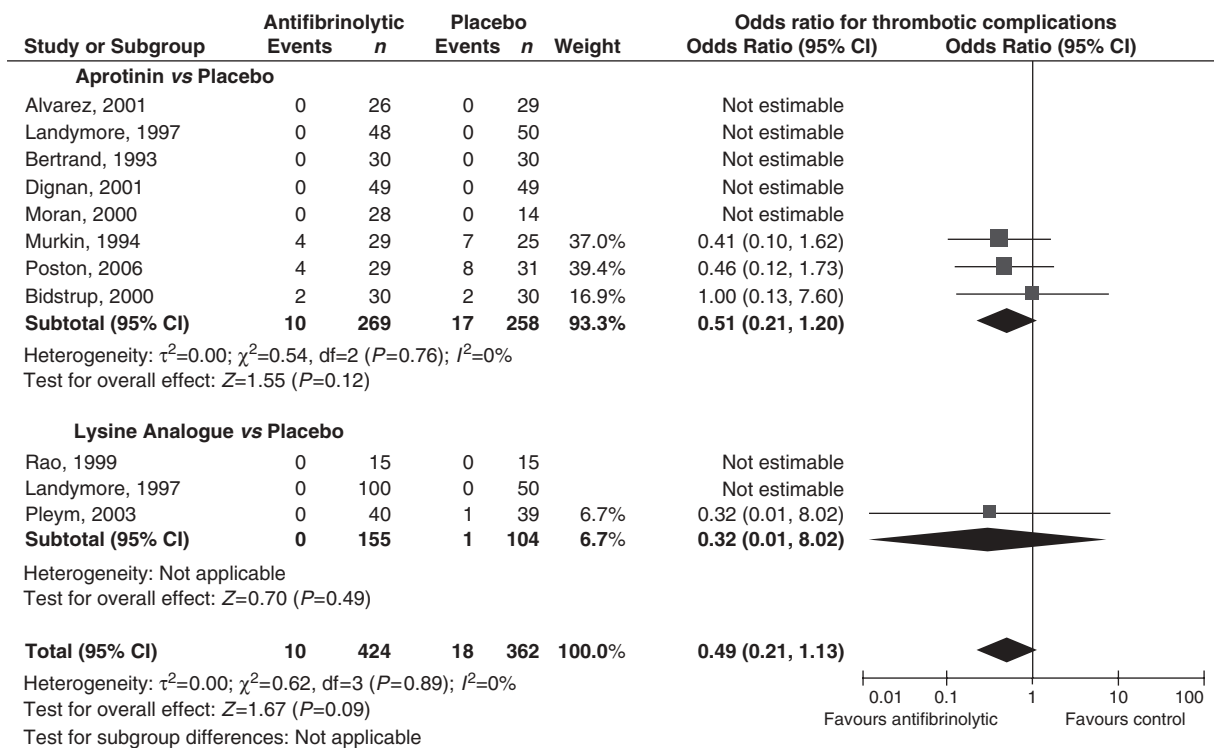 Antifibrinolytic Placebo Odds ratio for thrombotic complications
Study or Subgroup Events n Events n Weight Odds Ratio (95% CI) Odds Ratio (95% CI)
Aprotinin vs Placebo
Alvarez, 2001 0 26 0 29 Not estimable
Landymore, 1997 0 48 0 50 Not estimable
Bertrand, 1993 0 30 0 30 Not estimable
Dignan, 2001 0 49 0 49 Not estimable
Moran, 2000 0 28 0 14 Not estimable
Murkin, 1994 4 29 7 25 37.0% 0.41 (0.10, 1.62)
Poston, 2006 4 29 8 31 39.4% 0.46 (0.12, 1.73)
Bidstrup, 2000 2 30 2 30 16.9% 1.00 (0.13, 7.60)
Subtotal (95% CI) 10 269 17 258 93.3% 0.51 (0.21, 1.20)
Heterogeneity: τ²=0.00; χ²=0.54, df=2 (P=0.76); I²=0%
Test for overall effect: Z=1.55 (P=0.12)
Lysine Analogue vs Placebo
Rao, 1999 0 15 0 15 Not estimable
Landymore, 1997 0 100 0 50 Not estimable
Pleym, 2003 0 40 1 39 6.7% 0.32 (0.01, 8.02)
Subtotal (95% CI) 0 155 1 104 6.7% 0.32 (0.01, 8.02)
Heterogeneity: Not applicable
Test for overall effect: Z=0.70 (P=0.49)
Total (95% CI) 10 424 18 362 100.0% 0.49 (0.21, 1.13)
Heterogeneity: τ²=0.00; χ²=0.62, df=3 (P=0.89); I²=0%
Test for overall effect: Z=1.67 (P=0.09)
Test for subgroup differences: Not applicable
0.01 0.1 1 10 100
Favours antifibrinolytic Favours control